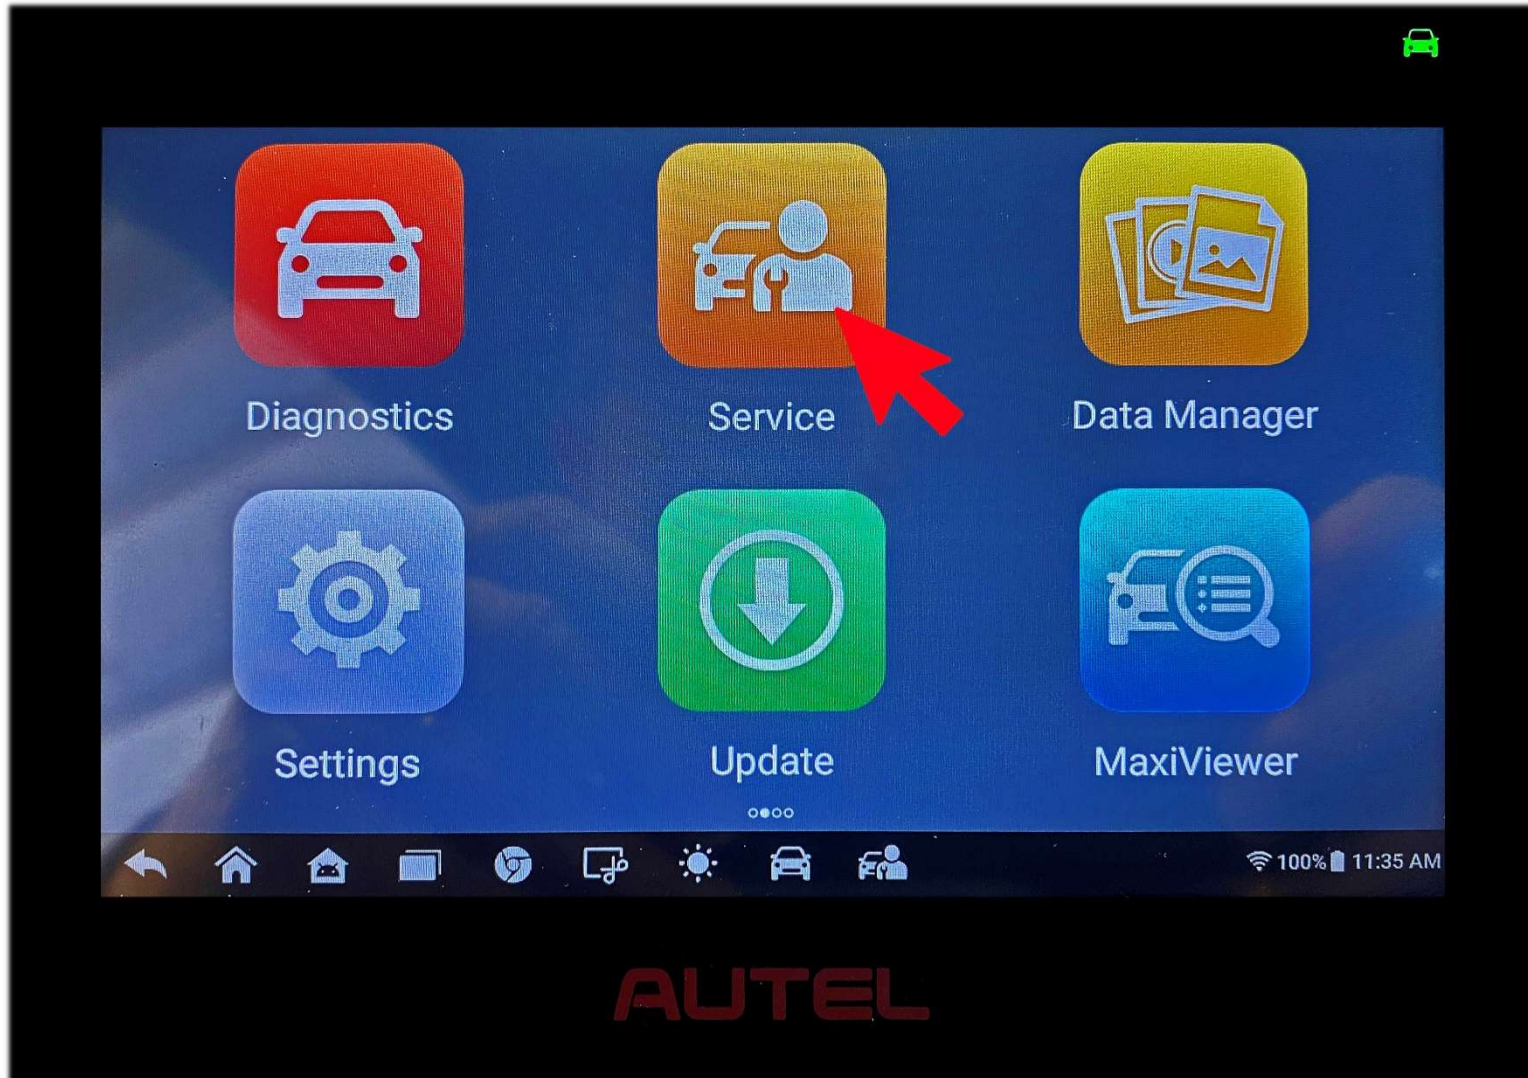 Diagnostics
Service
Data Manager
Settings
Update
MaxiViewer
100% 11:35 AM
AUTEL